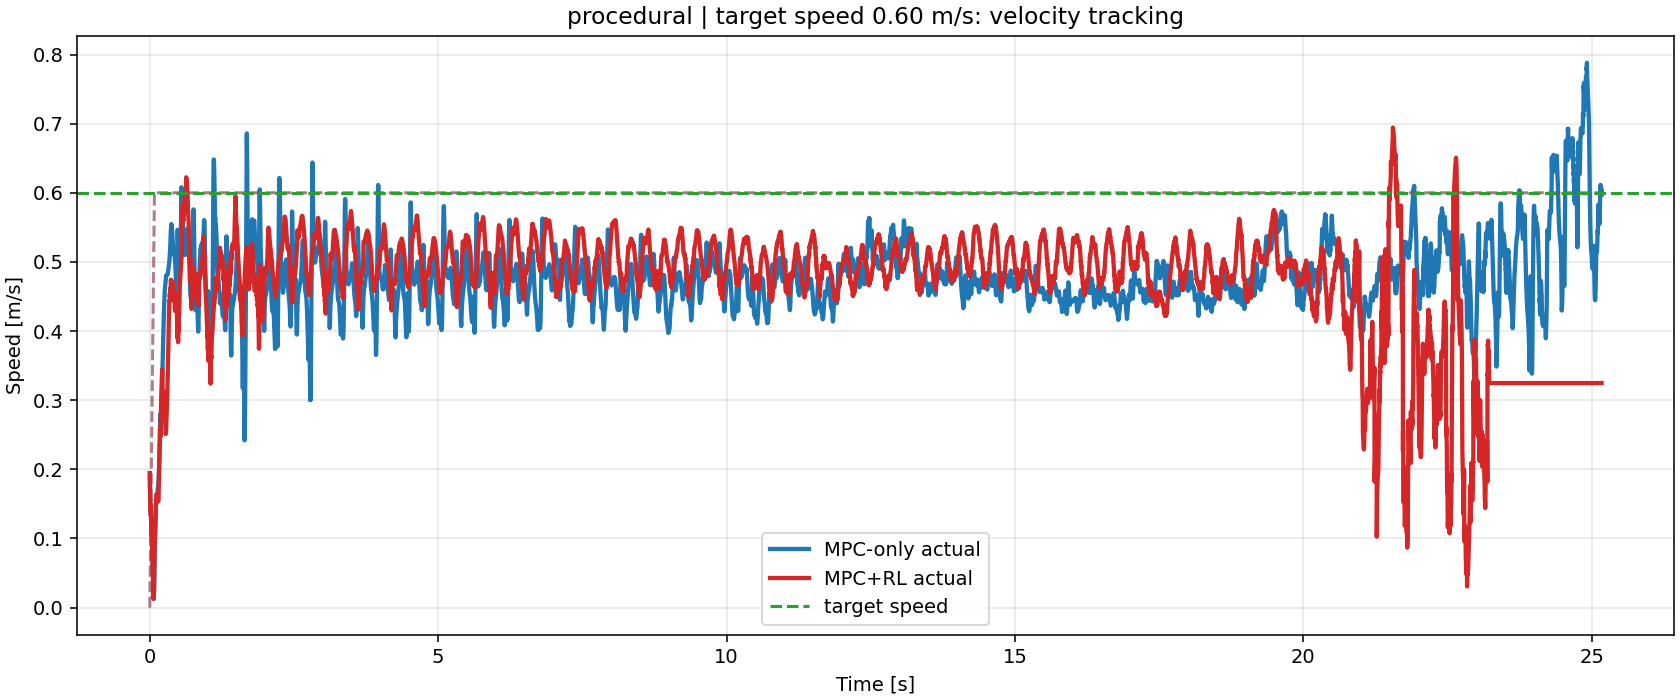 procedural | target speed 0.60 m/s: velocity tracking
Speed [m/s]
0.8
0.7
0.6
0.5
0.4
0.3
0.2
0.1
0.0
MPC-only actual
MPC+RL actual
target speed
0
5
10
15
20
25
Time [s]